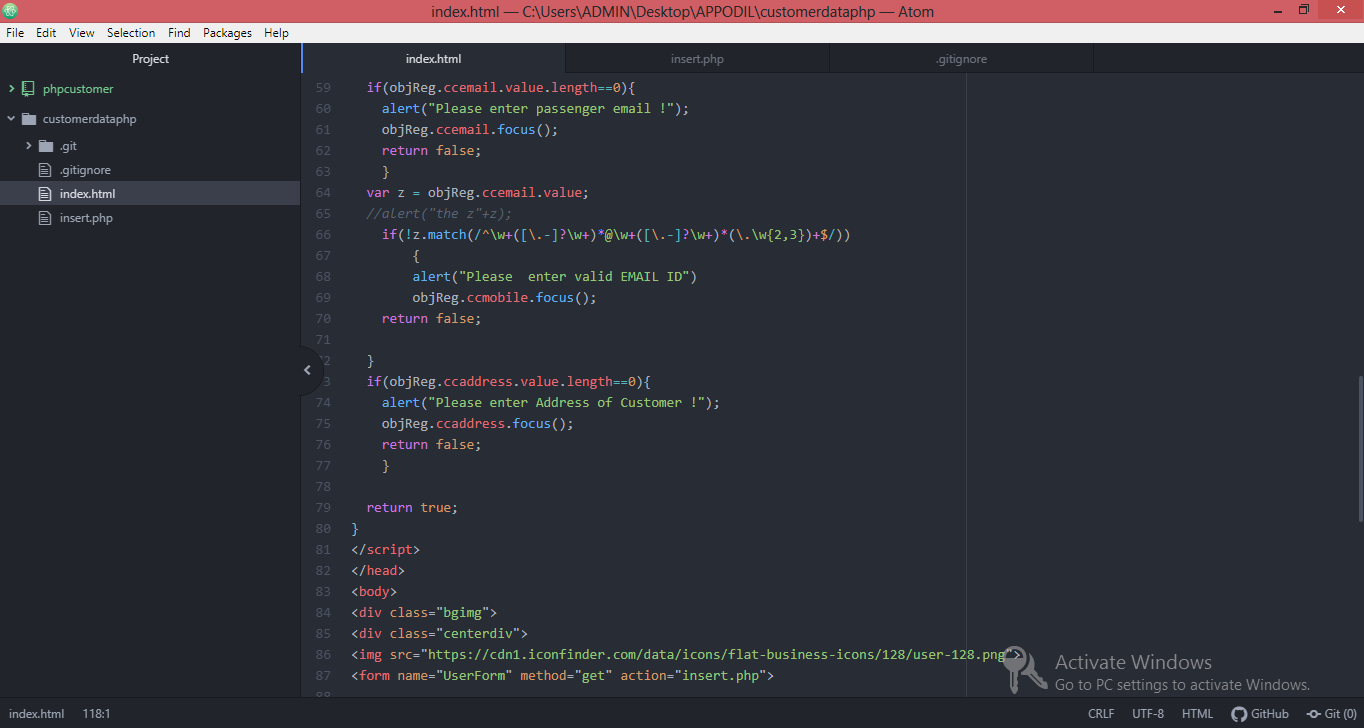 index.html — C:\Users\ADMIN\Desktop\APPODIL\customerdataphp — Atom
File Edit View Selection Find Packages Help
Project
phpcustomer
customerdataphp
.git
.gitignore
index.html
insert.php
index.html insert.php .gitignore
59 if(objReg.ccemail.value.length==0){
60 alert("Please enter passenger email !");
61 objReg.ccemail.focus();
62 return false;
63 }
64 var z = objReg.ccemail.value;
65 //alert("the z"+z);
66 if(!z.match(/^\w+([\.-]?\w+)*@\w+([\.-]?\w+)*(\.\w{2,3})+$/))
67 {
68 alert("Please  enter valid EMAIL ID")
69 objReg.ccmobile.focus();
70 return false;
71
2 }
3 if(objReg.ccaddress.value.length==0){
74 alert("Please enter Address of Customer !");
75 objReg.ccaddress.focus();
76 return false;
77 }
78
79 return true;
80 }
81 </script>
82 </head>
83 <body>
84 <div class="bgimg">
85 <div class="centerdiv">
86 <img src="https://cdn1.iconfinder.com/data/icons/flat-business-icons/128/user-128.png">
87 <form name="UserForm" method="get" action="insert.php">
88
Activate Windows
Go to PC settings to activate Windows.
index.html 118:1 CRLF UTF-8 HTML GitHub Git (0)